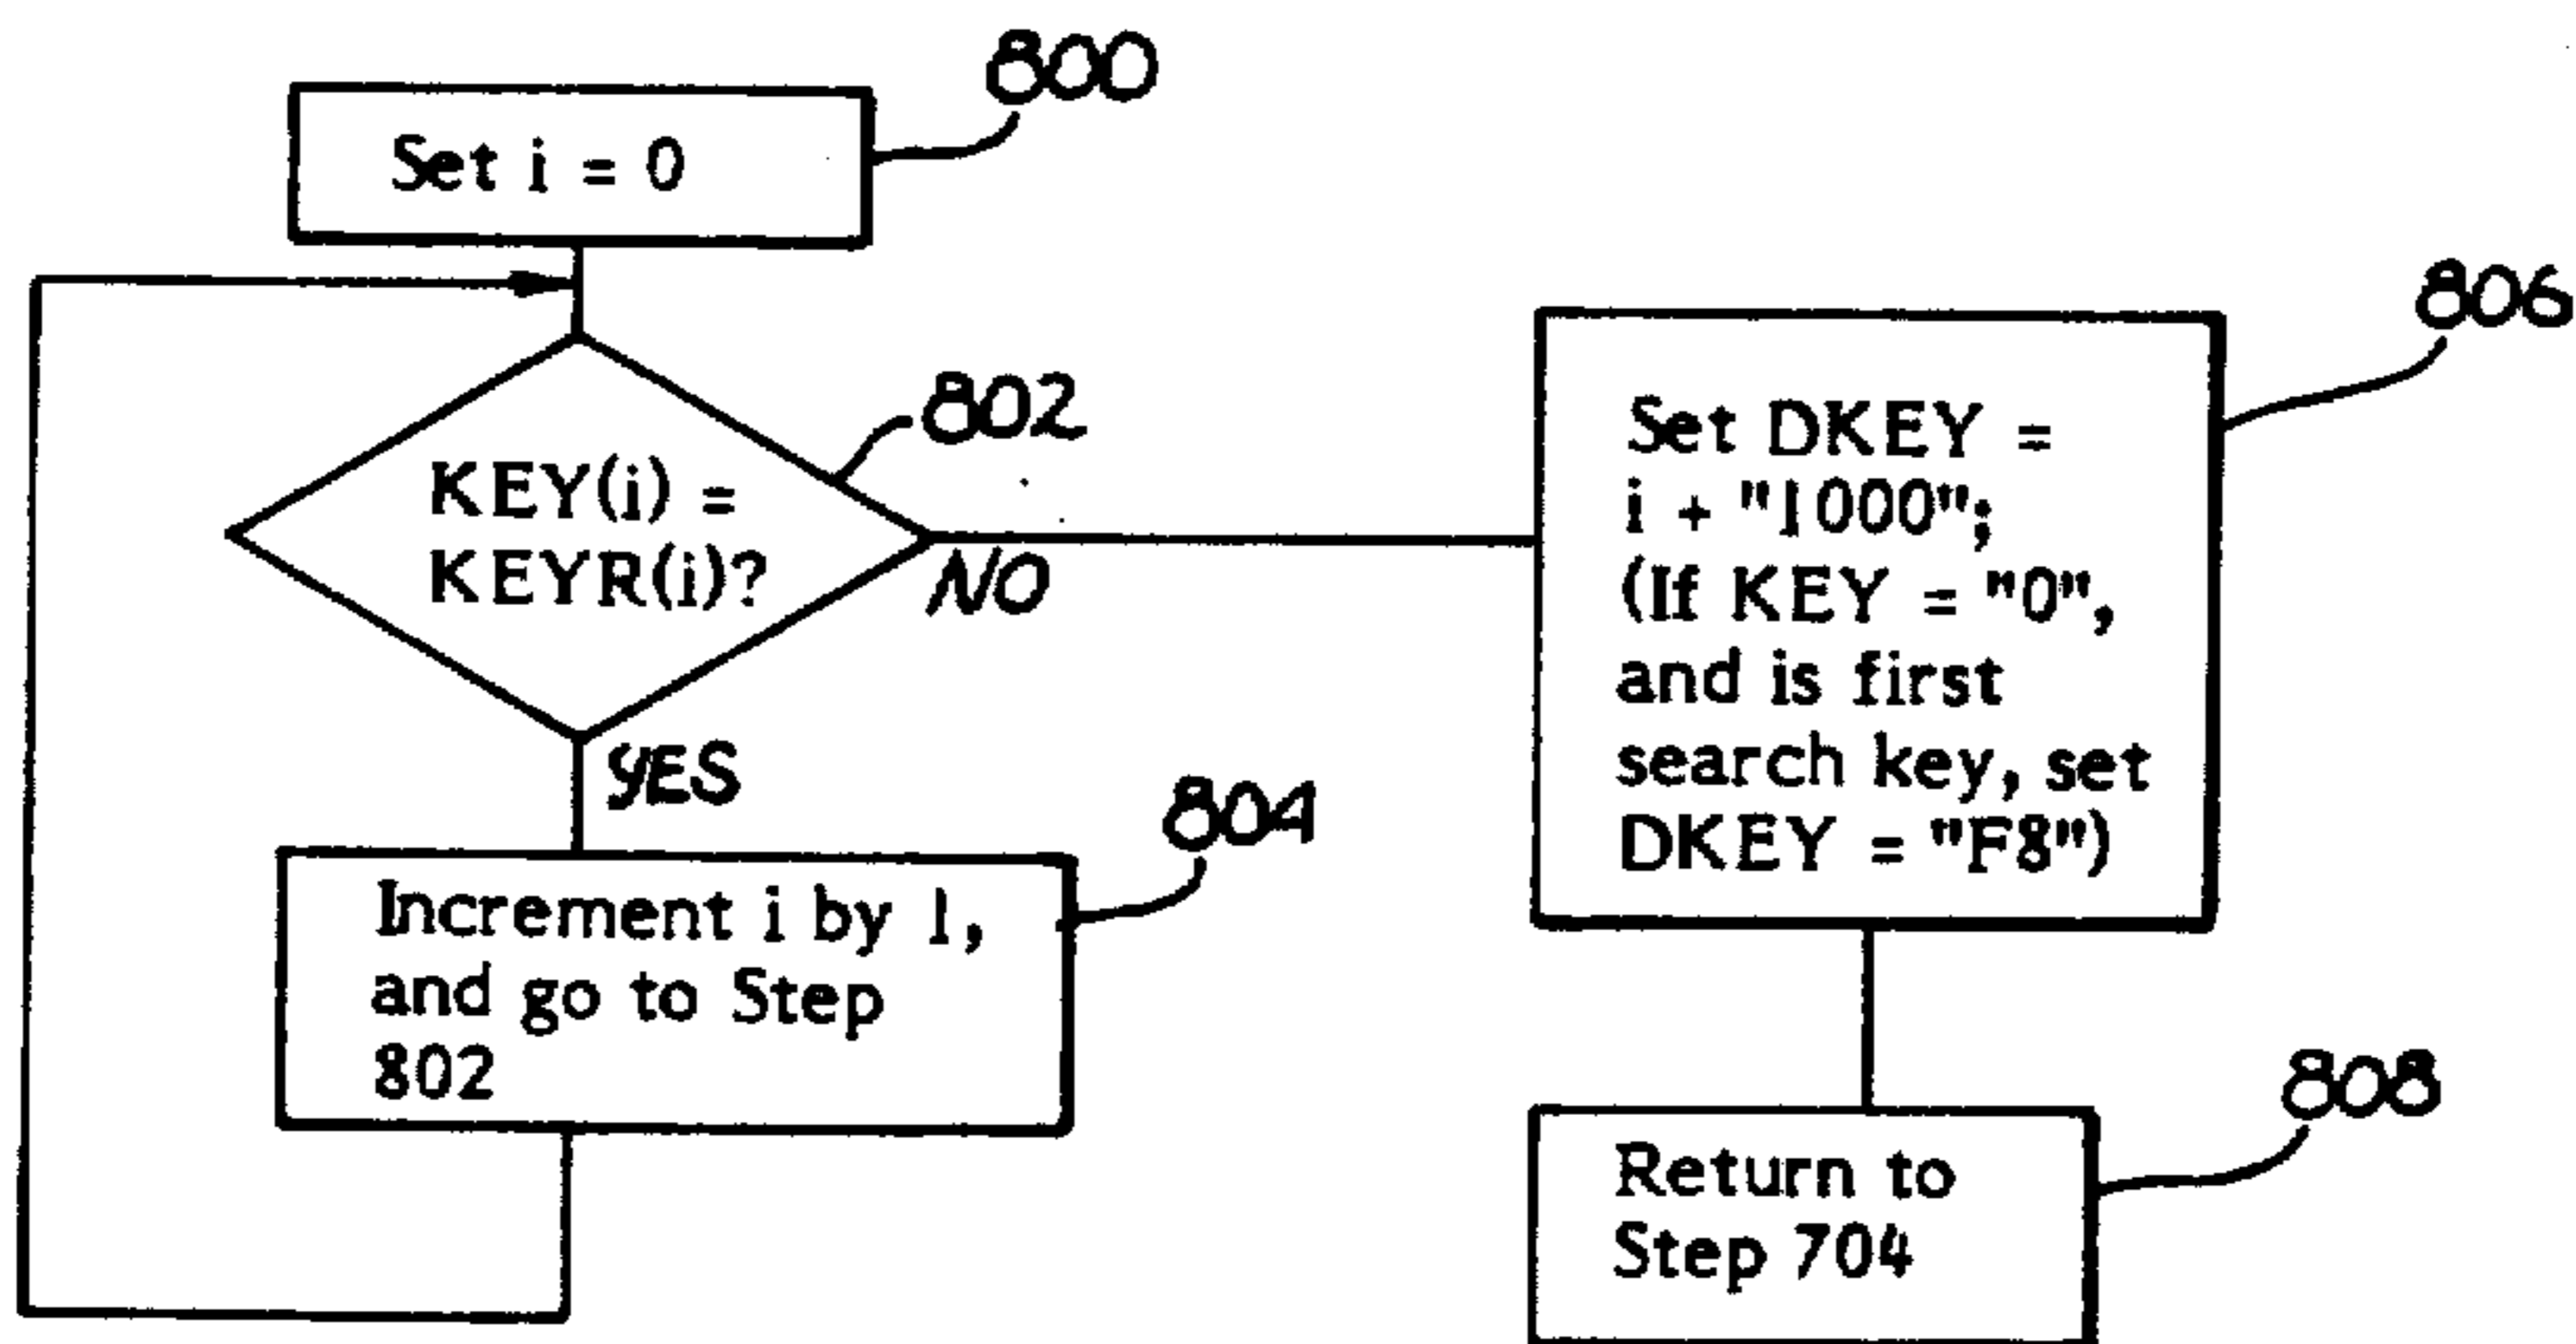 800
Set i = 0
802
KEY(i) =
KEYR(i)?
NO
YES
804
Increment i by 1,
and go to Step
802
806
Set DKEY =
i + "1000";
(If KEY = "0",
and is first
search key, set
DKEY = "F8")
808
Return to
Step 704